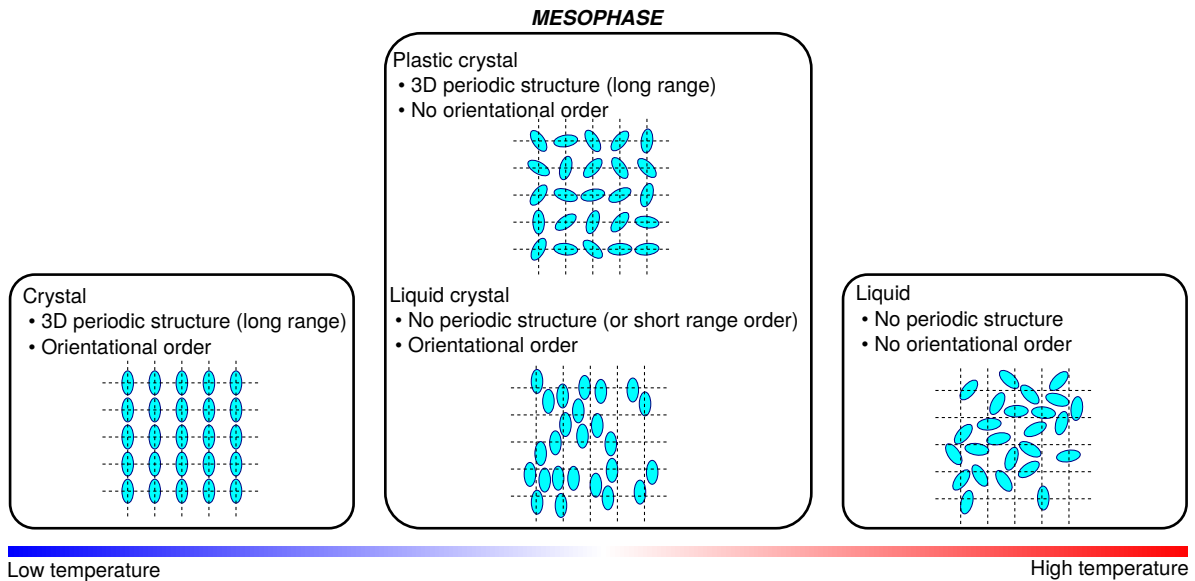 MESOPHASE
Plastic crystal
• 3D periodic structure (long range)
• No orientational order
Crystal
• 3D periodic structure (long range)
• Orientational order
Liquid crystal
• No periodic structure (or short range order)
• Orientational order
Liquid
• No periodic structure
• No orientational order
Low temperature
High temperature